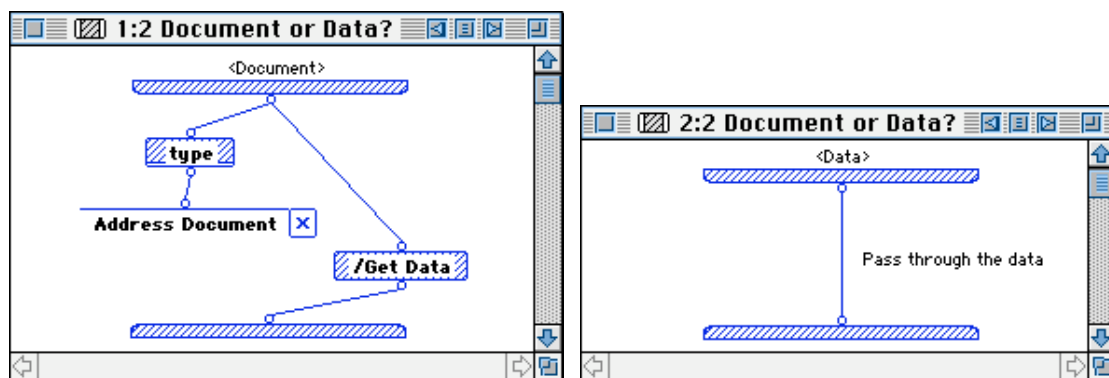 1:2 Document or Data?
<Document>
type
Address Document
/Get Data
2:2 Document or Data?
<Data>
Pass through the data